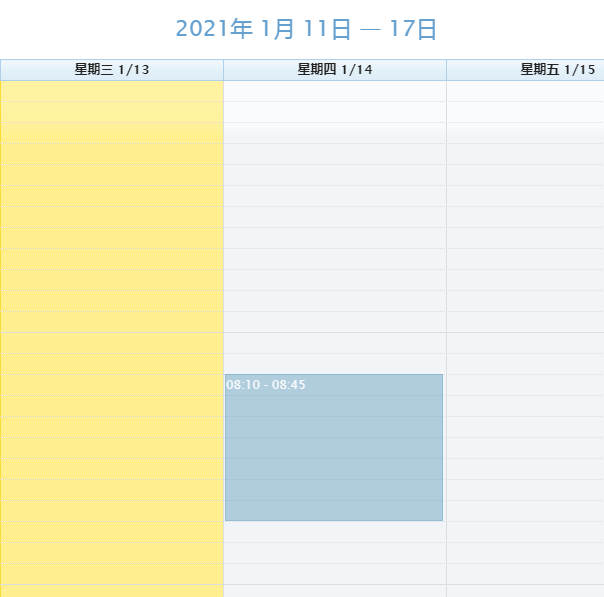 2021年 1月 11日 — 17日
星期三 1/13
星期四 1/14
星期五 1/15
08:10 - 08:45